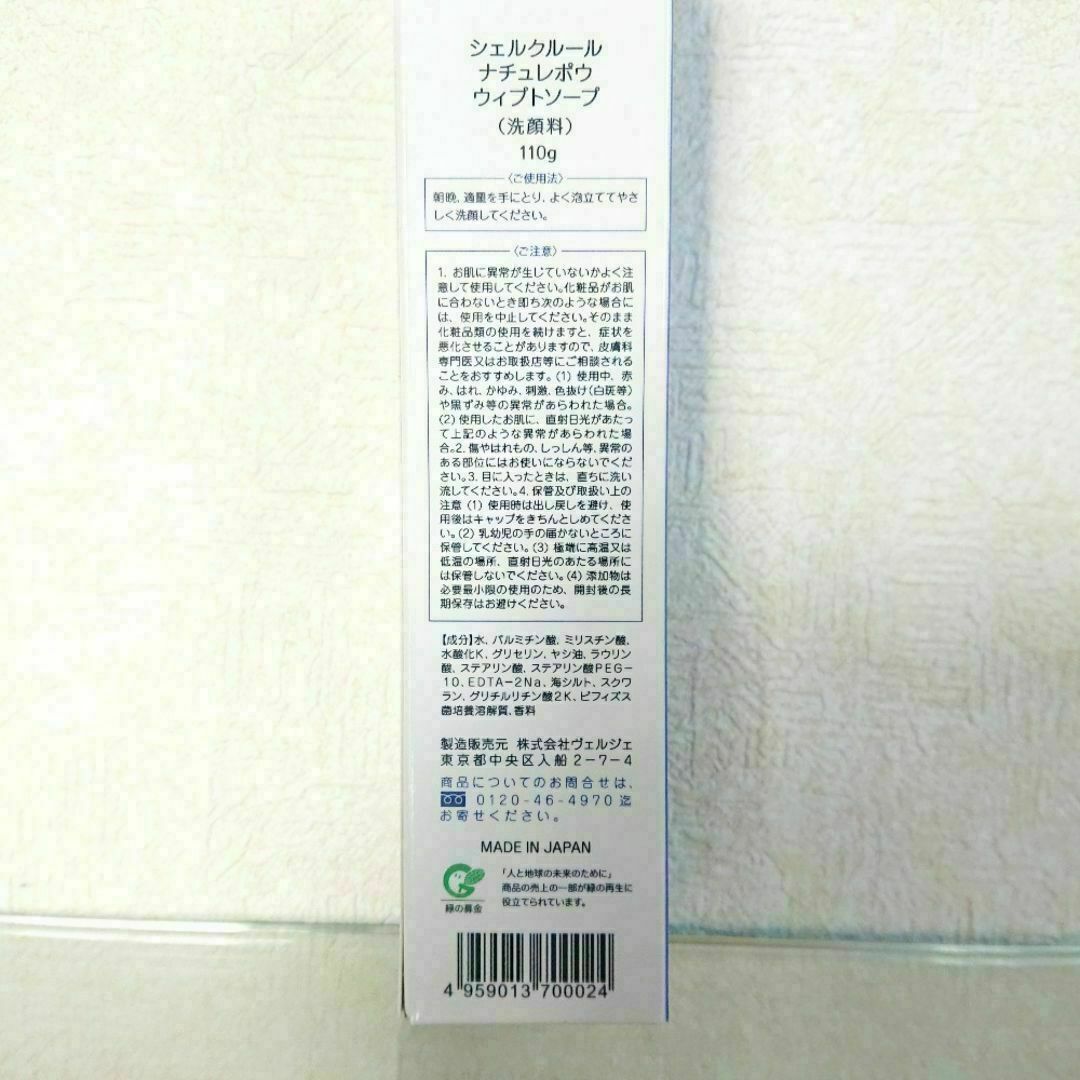 シェルクルール
ナチュレポウ
ウィプトソープ
(洗顔料)
110g
〈ご使用法〉
朝晩、適量を手にとり、よく泡立ててやさ
しく洗顔してください。
〈ご注意〉
1. お肌に異常が生じていないかよく注
意して使用してください。化粧品がお肌
に合わないとき即ち次のような場合に
は、使用を中止してください。そのまま
化粧品類の使用を続けますと、症状を
悪化させることがありますので、皮膚科
専門医又はお取扱店等にご相談される
ことをおすすめします。(1) 使用中、赤
み、はれ、かゆみ、刺激、色抜け(白斑等)
や黒ずみ等の異常があらわれた場合。
(2) 使用したお肌に、直射日光があたっ
て上記のような異常があらわれた場
合。2. 傷やはれもの、しっしん等、異常の
ある部位にはお使いにならないでくだ
さい。3. 目に入ったときは、直ちに洗い
流してください。4. 保管及び取扱い上の
注意 (1) 使用時は出し戻しを避け、使
用後はキャップをきちんとしめてくださ
い。(2) 乳幼児の手の届かないところに
保管してください。(3) 極端に高温又は
低温の場所、直射日光のあたる場所に
は保管しないでください。(4) 添加物は
必要最小限の使用のため、開封後の長
期保存はお避けください。
【成分】水、パルミチン酸、ミリスチン酸、
水酸化K、グリセリン、ヤシ油、ラウリン
酸、ステアリン酸、ステアリン酸PEG-
10、EDTA-2Na、海シルト、スクワ
ラン、グリチルリチン酸2K、ビフィズス
菌培養溶解質、香料
製造販売元 株式会社ヴェルジェ
東京都中央区入船2-7-4
商品についてのお問合せは、
0120-46-4970迄
お寄せください。
MADE IN JAPAN
「人と地球の未来のために」
商品の売上の一部が緑の再生に
役立てられています。
緑の募金
4 959013 700024